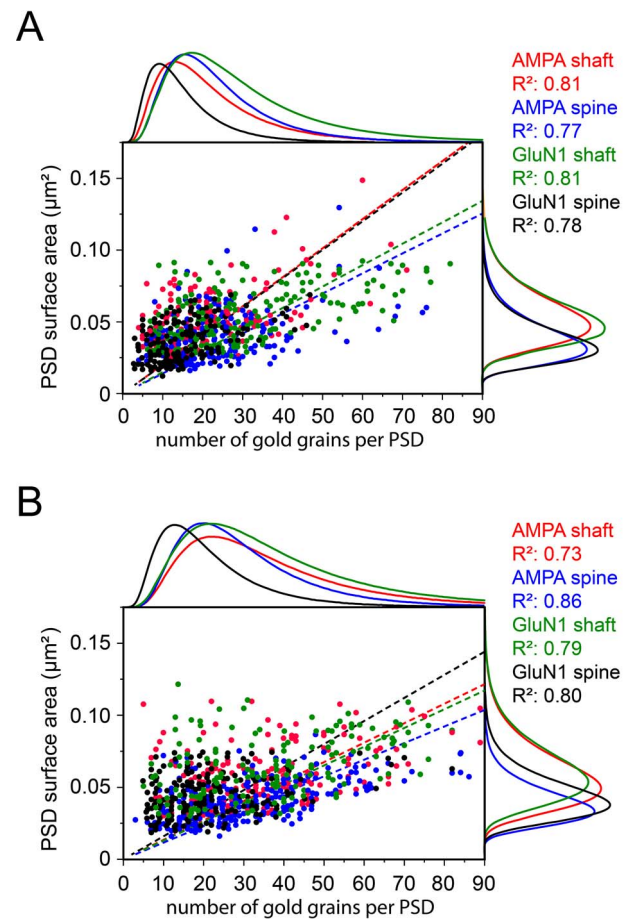 A
AMPA shaft
R²: 0.81
AMPA spine
R²: 0.77
GluN1 shaft
R²: 0.81
GluN1 spine
R²: 0.78
PSD surface area (µm²)
0.15
0.10
0.05
0
0 10 20 30 40 50 60 70 80 90
number of gold grains per PSD
B
AMPA shaft
R²: 0.73
AMPA spine
R²: 0.86
GluN1 shaft
R²: 0.79
GluN1 spine
R²: 0.80
PSD surface area (µm²)
0.15
0.10
0.05
0
0 10 20 30 40 50 60 70 80 90
number of gold grains per PSD